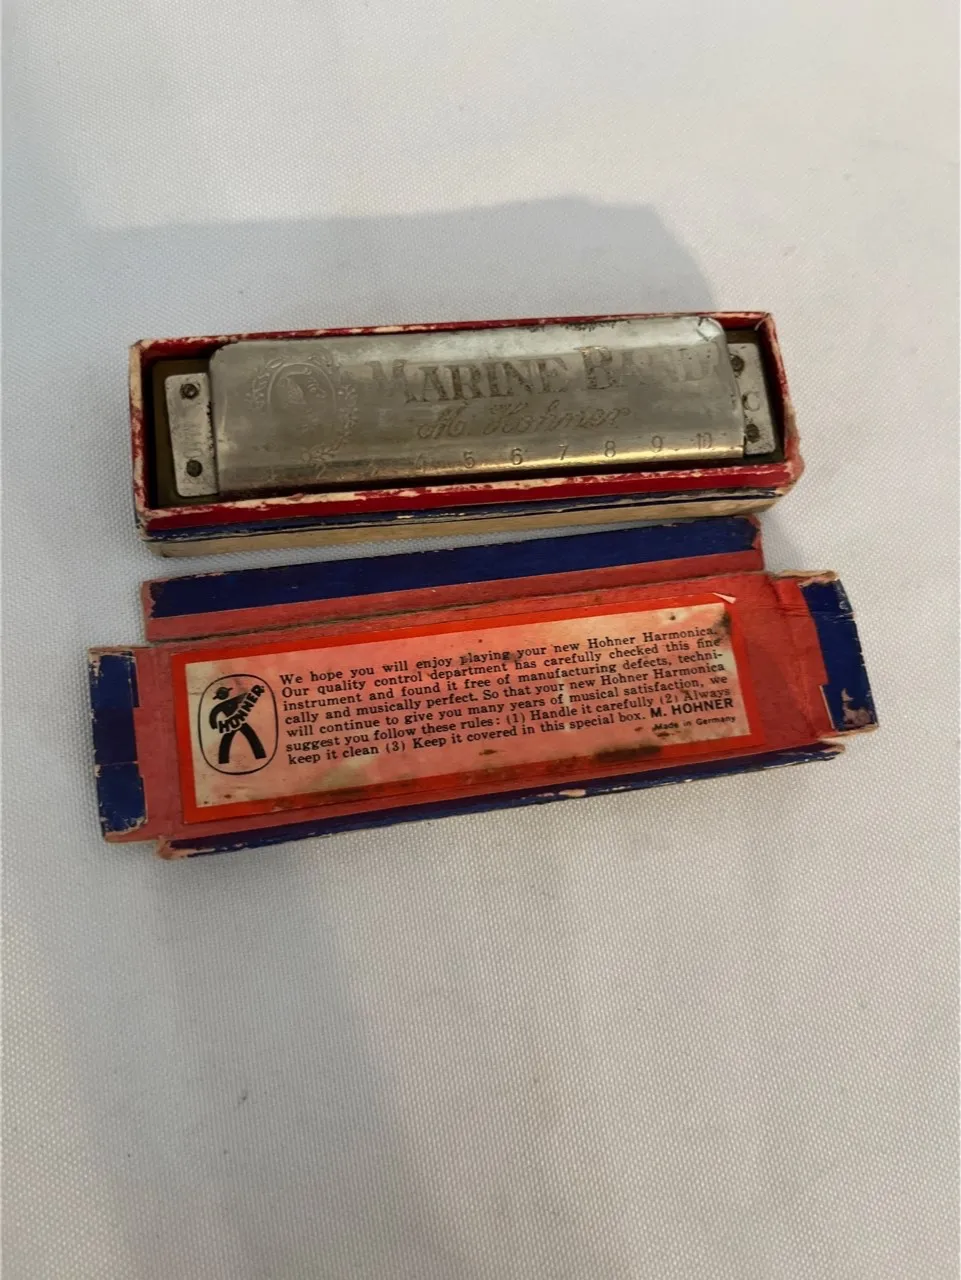 MARINE BAND
M. Hohner
C
4 5 6 7 8 9 10
HOHNER
We hope you will enjoy playing your new Hohner Harmonica.
Our quality control department has carefully checked this fine
instrument and found it free of manufacturing defects, techni-
cally and musically perfect. So that your new Hohner Harmonica
will continue to give you many years of musical satisfaction, we
suggest you follow these rules: (1) Handle it carefully (2) Always
keep it clean (3) Keep it covered in this special box. M. HOHNER
Made in Germany